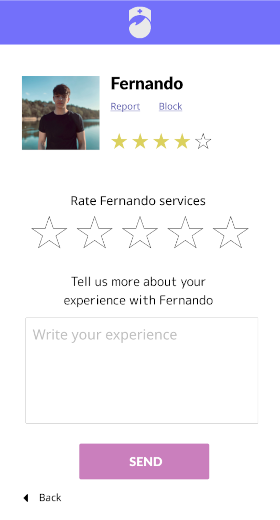 Fernando
Report Block
Rate Fernando services
Tell us more about your
experience with Fernando
Write your experience
SEND
Back